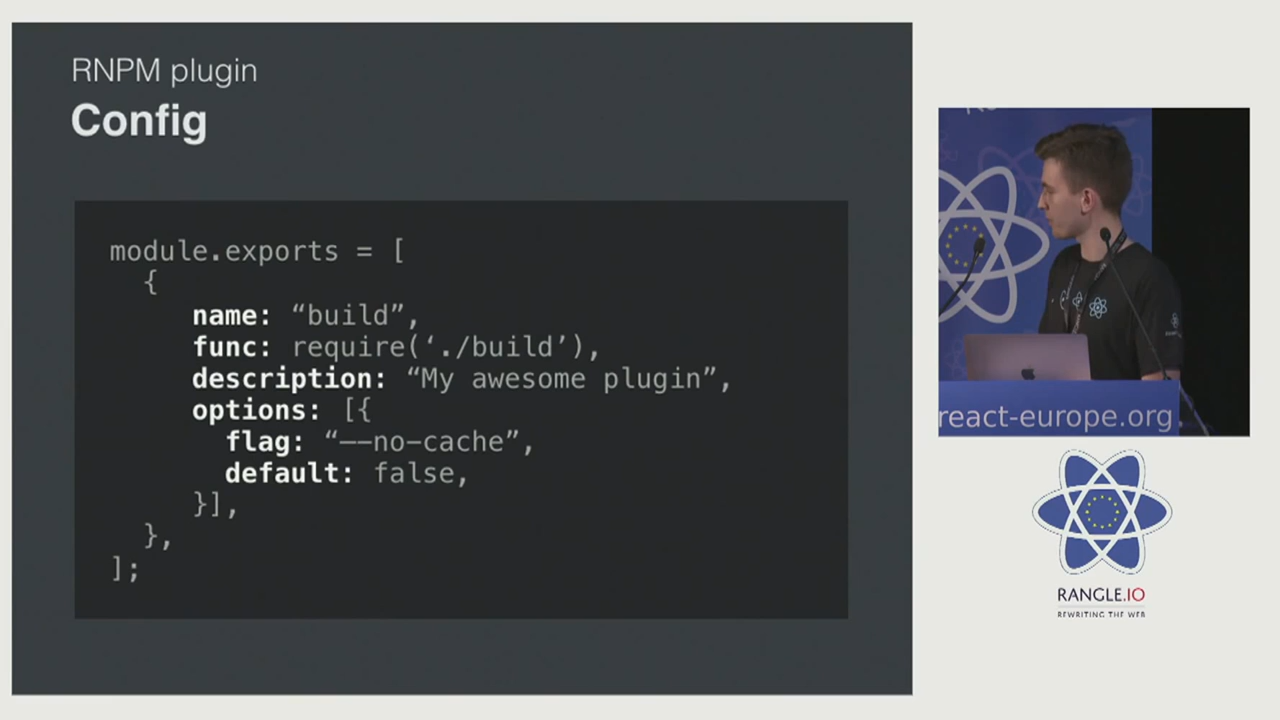 RNPM plugin
Config
module.exports = [
{
name: “build”,
func: require(‘./build’),
description: “My awesome plugin”,
options: [{
flag: “--no-cache”,
default: false,
}],
},
];
react-europe.org
RANGLE.IO
REWRITING THE WEB